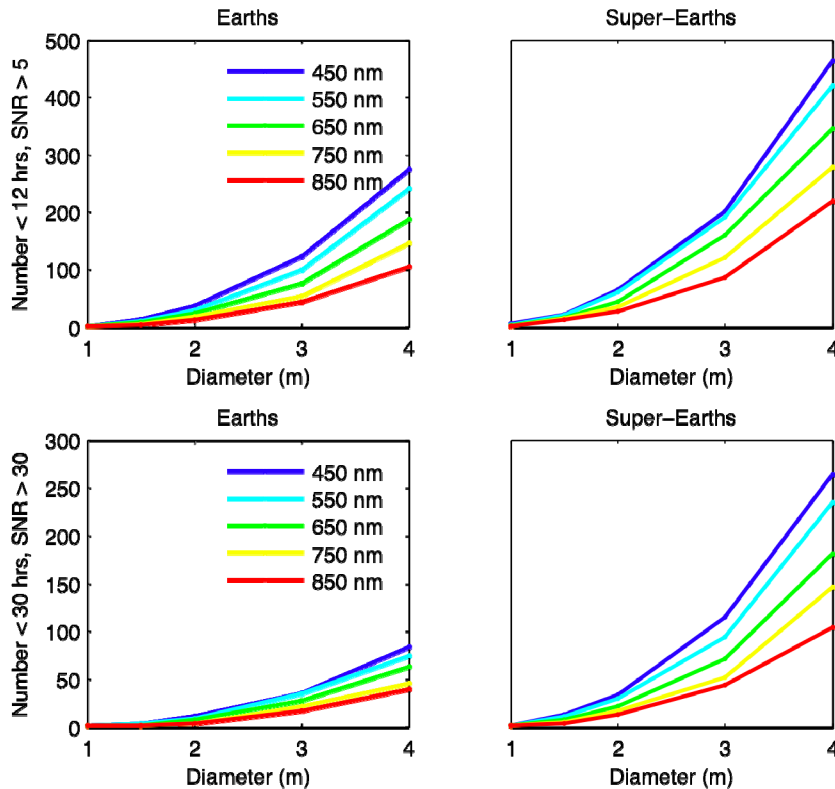 Earths
Number < 12 hrs, SNR > 5
500
400
300
200
100
0
450 nm
550 nm
650 nm
750 nm
850 nm
1 2 3 4
Diameter (m)
Super-Earths
1 2 3 4
Diameter (m)
Earths
Number < 30 hrs, SNR > 30
300
250
200
150
100
50
0
450 nm
550 nm
650 nm
750 nm
850 nm
1 2 3 4
Diameter (m)
Super-Earths
1 2 3 4
Diameter (m)